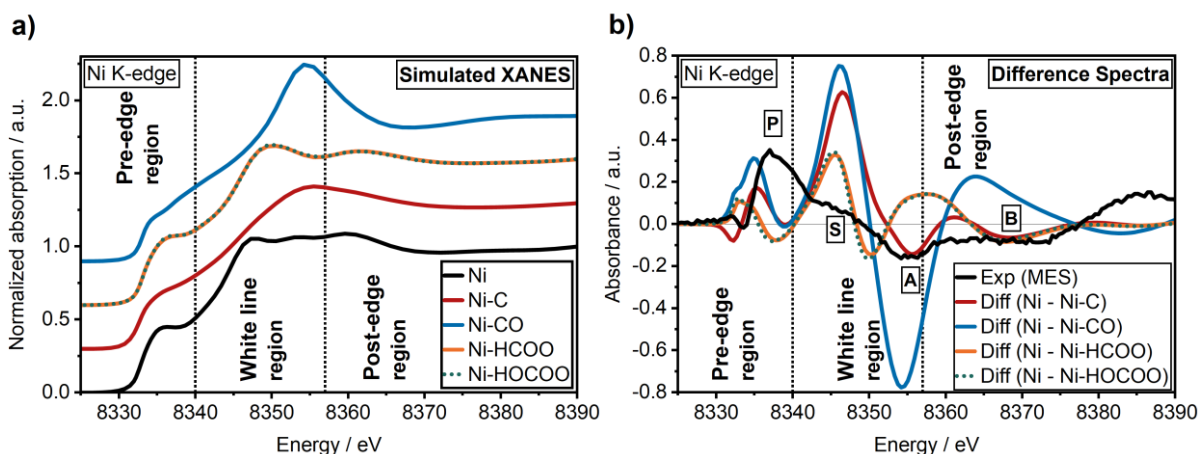 a)
Ni K-edge
Simulated XANES
Pre-edge
region
White line
region
Post-edge
region
Ni
Ni-C
Ni-CO
Ni-HCOO
Ni-HOCOO
Normalized absorption / a.u.
2.0
1.5
1.0
0.5
0.0
8330 8340 8350 8360 8370 8380 8390
Energy / eV
b)
Ni K-edge
Difference Spectra
P
S
A
B
Pre-edge
region
White line
region
Post-edge
region
Exp (MES)
Diff (Ni - Ni-C)
Diff (Ni - Ni-CO)
Diff (Ni - Ni-HCOO)
Diff (Ni - Ni-HOCOO)
Absorbance / a.u.
0.8
0.6
0.4
0.2
0.0
-0.2
-0.4
-0.6
-0.8
8330 8340 8350 8360 8370 8380 8390
Energy / eV